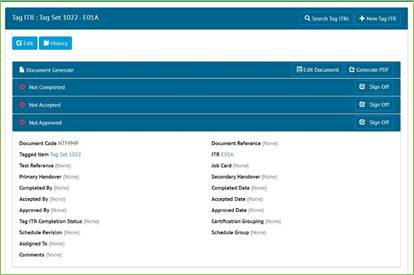 Tag ITR : Tag Set 1022 - E01A
Search Tag ITRs
New Tag ITR
Edit
History
Document Generate
Edit Document
Generate PDF
Not Completed
Sign Off
Not Accepted
Sign Off
Not Approved
Sign Off
Document Code NTFPMP
Document Reference (None)
Tagged Item Tag Set 1022
ITR E01A
Test Reference (None)
Job Card (None)
Primary Handover (None)
Secondary Handover (None)
Completed By (None)
Completed Date (None)
Accepted By (None)
Accepted Date (None)
Approved By (None)
Approved Date (None)
Tag ITR Completion Status (None)
Certification Grouping (None)
Schedule Revision (None)
Schedule Group (None)
Assigned To (None)
Comments (None)